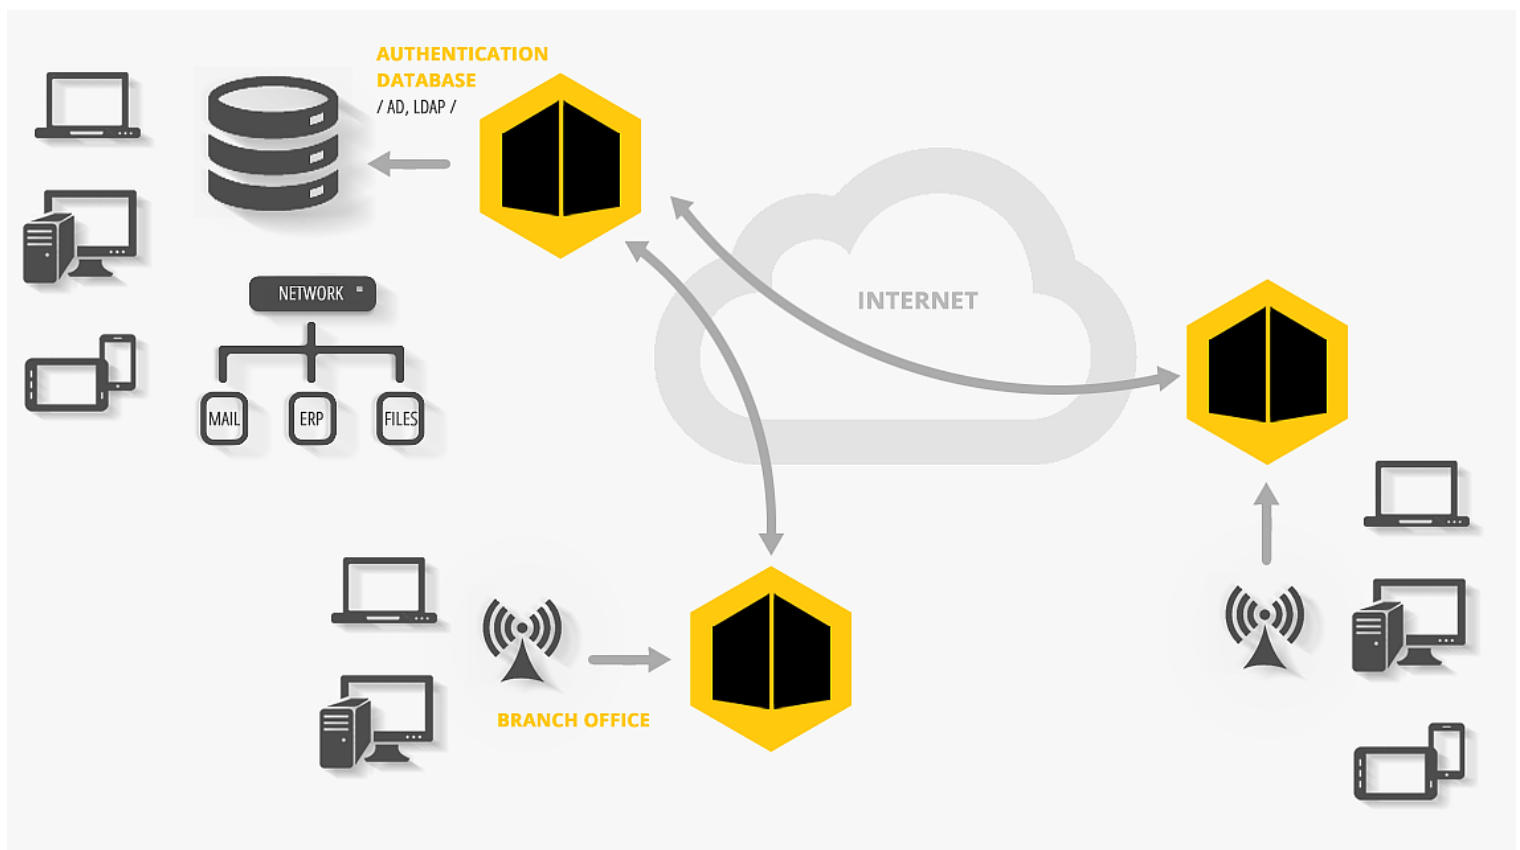 AUTHENTICATION
DATABASE
/ AD, LDAP /
INTERNET
NETWORK
MAIL
ERP
FILES
BRANCH OFFICE